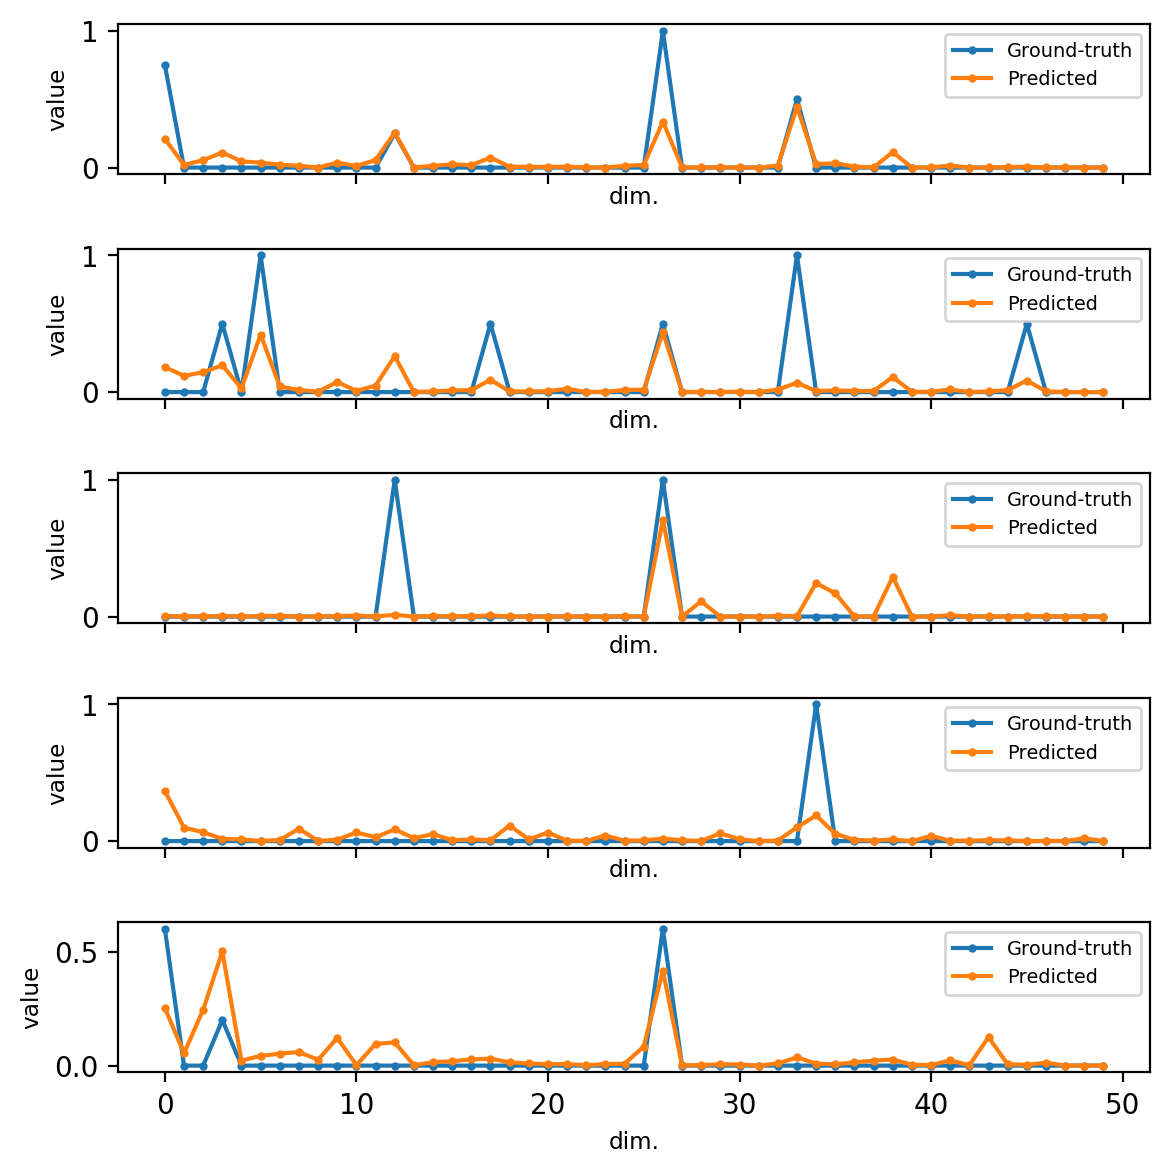 1
Ground-truth
Predicted
value
0
dim.
1
Ground-truth
Predicted
value
0
dim.
1
Ground-truth
Predicted
value
0
dim.
1
Ground-truth
Predicted
value
0
dim.
0.5
Ground-truth
Predicted
value
0.0
0 10 20 30 40 50
dim.